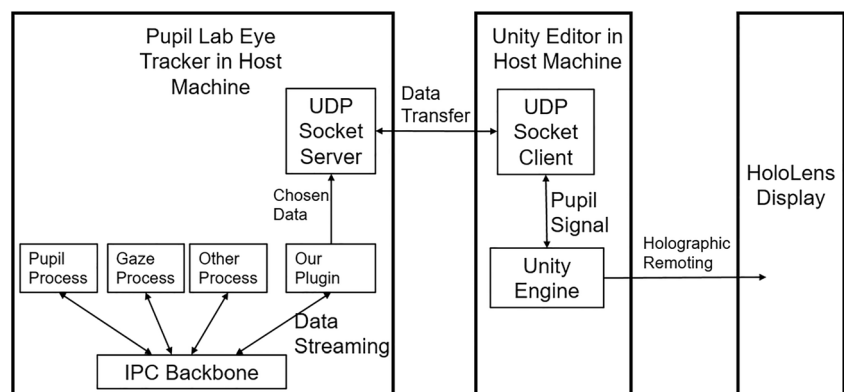 Pupil Lab Eye
Tracker in Host
Machine
UDP
Socket
Server
Chosen
Data
Pupil
Process
Gaze
Process
Other
Process
Our
Plugin
Data
Streaming
IPC Backbone
Data
Transfer
Unity Editor in
Host Machine
UDP
Socket
Client
Pupil
Signal
Unity
Engine
Holographic
Remoting
HoloLens
Display